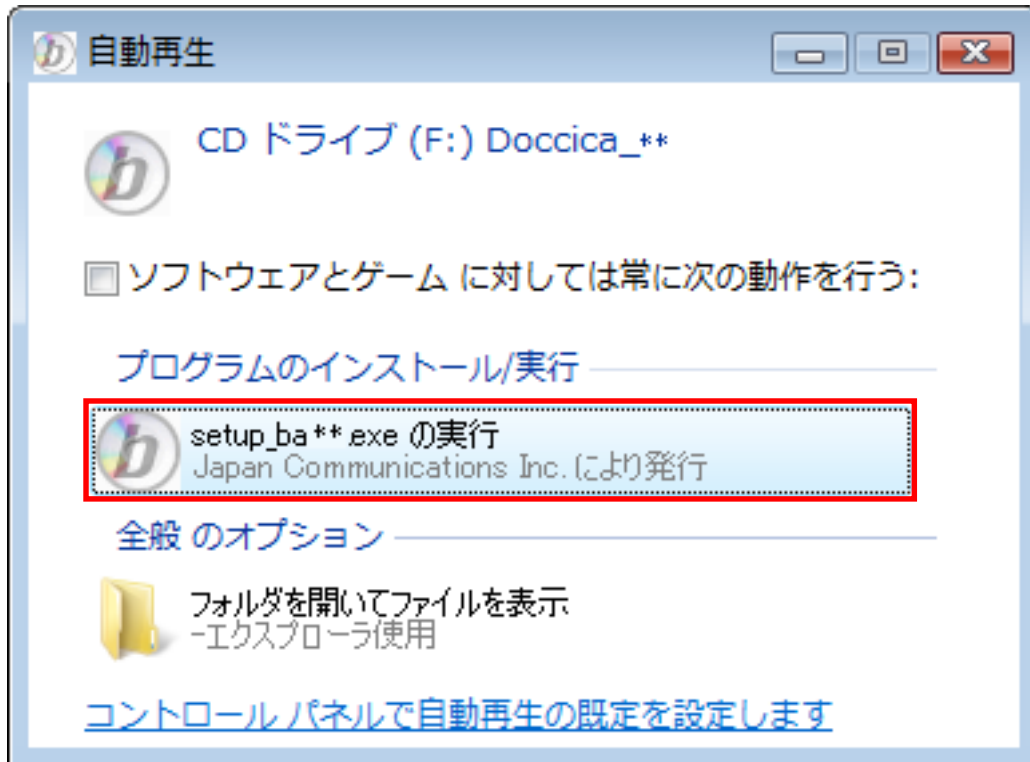 自動再生
CD ドライブ (F:) Doccica_**
ソフトウェアとゲーム に対しては常に次の動作を行う:
プログラムのインストール/実行
setup_ba**.exe の実行
Japan Communications Inc. により発行
全般 のオプション
フォルダを開いてファイルを表示
-エクスプローラ使用
コントロール パネルで自動再生の既定を設定します